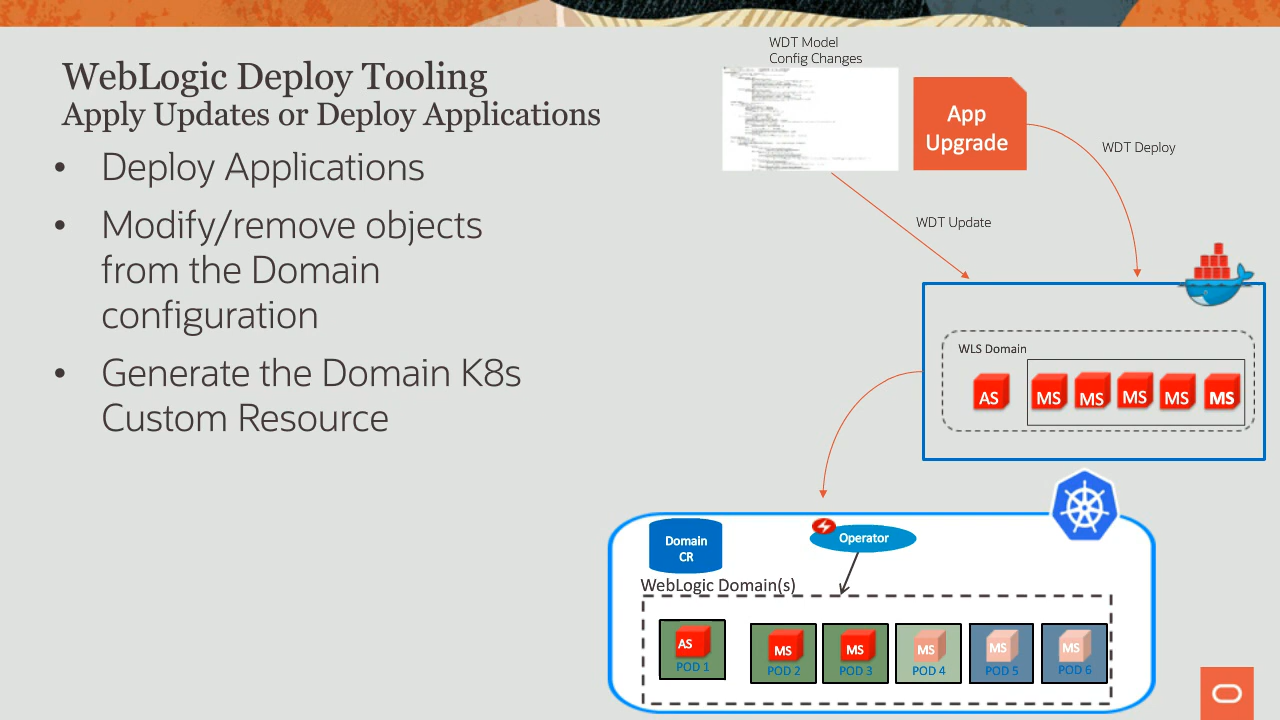 WebLogic Deploy Tooling
Apply Updates or Deploy Applications
• Deploy Applications
• Modify/remove objects
from the Domain
configuration
• Generate the Domain K8s
Custom Resource
WDT Model
Config Changes
App
Upgrade
WDT Deploy
WDT Update
WLS Domain
AS MS MS MS MS MS
Domain
CR
Operator
WebLogic Domain(s)
AS MS MS MS MS MS
POD 1 POD 2 POD 3 POD 4 POD 5 POD 6